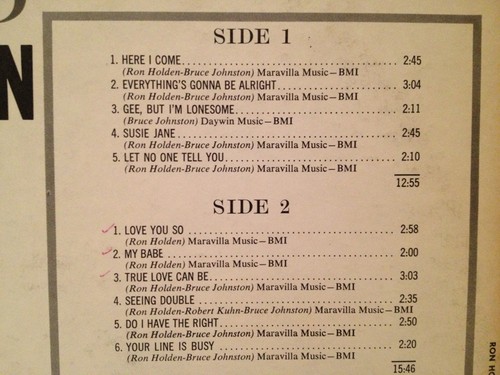 N
SIDE 1
1. HERE I COME 2:45
(Ron Holden-Bruce Johnston) Maravilla Music—BMI
2. EVERYTHING'S GONNA BE ALRIGHT 3:04
(Ron Holden-Bruce Johnston) Maravilla Music—BMI
3. GEE, BUT I'M LONESOME 2:11
(Bruce Johnston) Daywin Music—BMI
4. SUSIE JANE 2:45
(Ron Holden-Bruce Johnston) Maravilla Music—BMI
5. LET NO ONE TELL YOU 2:10
(Ron Holden-Bruce Johnston) Maravilla Music—BMI
12:55
SIDE 2
1. LOVE YOU SO 2:58
(Ron Holden) Maravilla Music—BMI
2. MY BABE 2:00
(Ron Holden) Maravilla Music—BMI
3. TRUE LOVE CAN BE 3:03
(Ron Holden-Bruce Johnston) Maravilla Music—BMI
4. SEEING DOUBLE 2:35
(Ron Holden-Robert Kuhn-Bruce Johnston) Maravilla Music—BMI
5. DO I HAVE THE RIGHT 2:50
(Ron Holden-Bruce Johnston) Maravilla Music—BMI
6. YOUR LINE IS BUSY 2:20
(Ron Holden-Bruce Johnston) Maravilla Music—BMI
15:46
RON